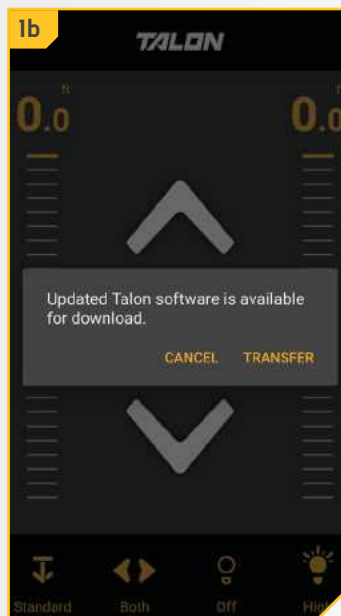 1b
TALON
ft
0.0
0.0
Updated Talon software is available
for download.
CANCEL TRANSFER
Standard Both Off High